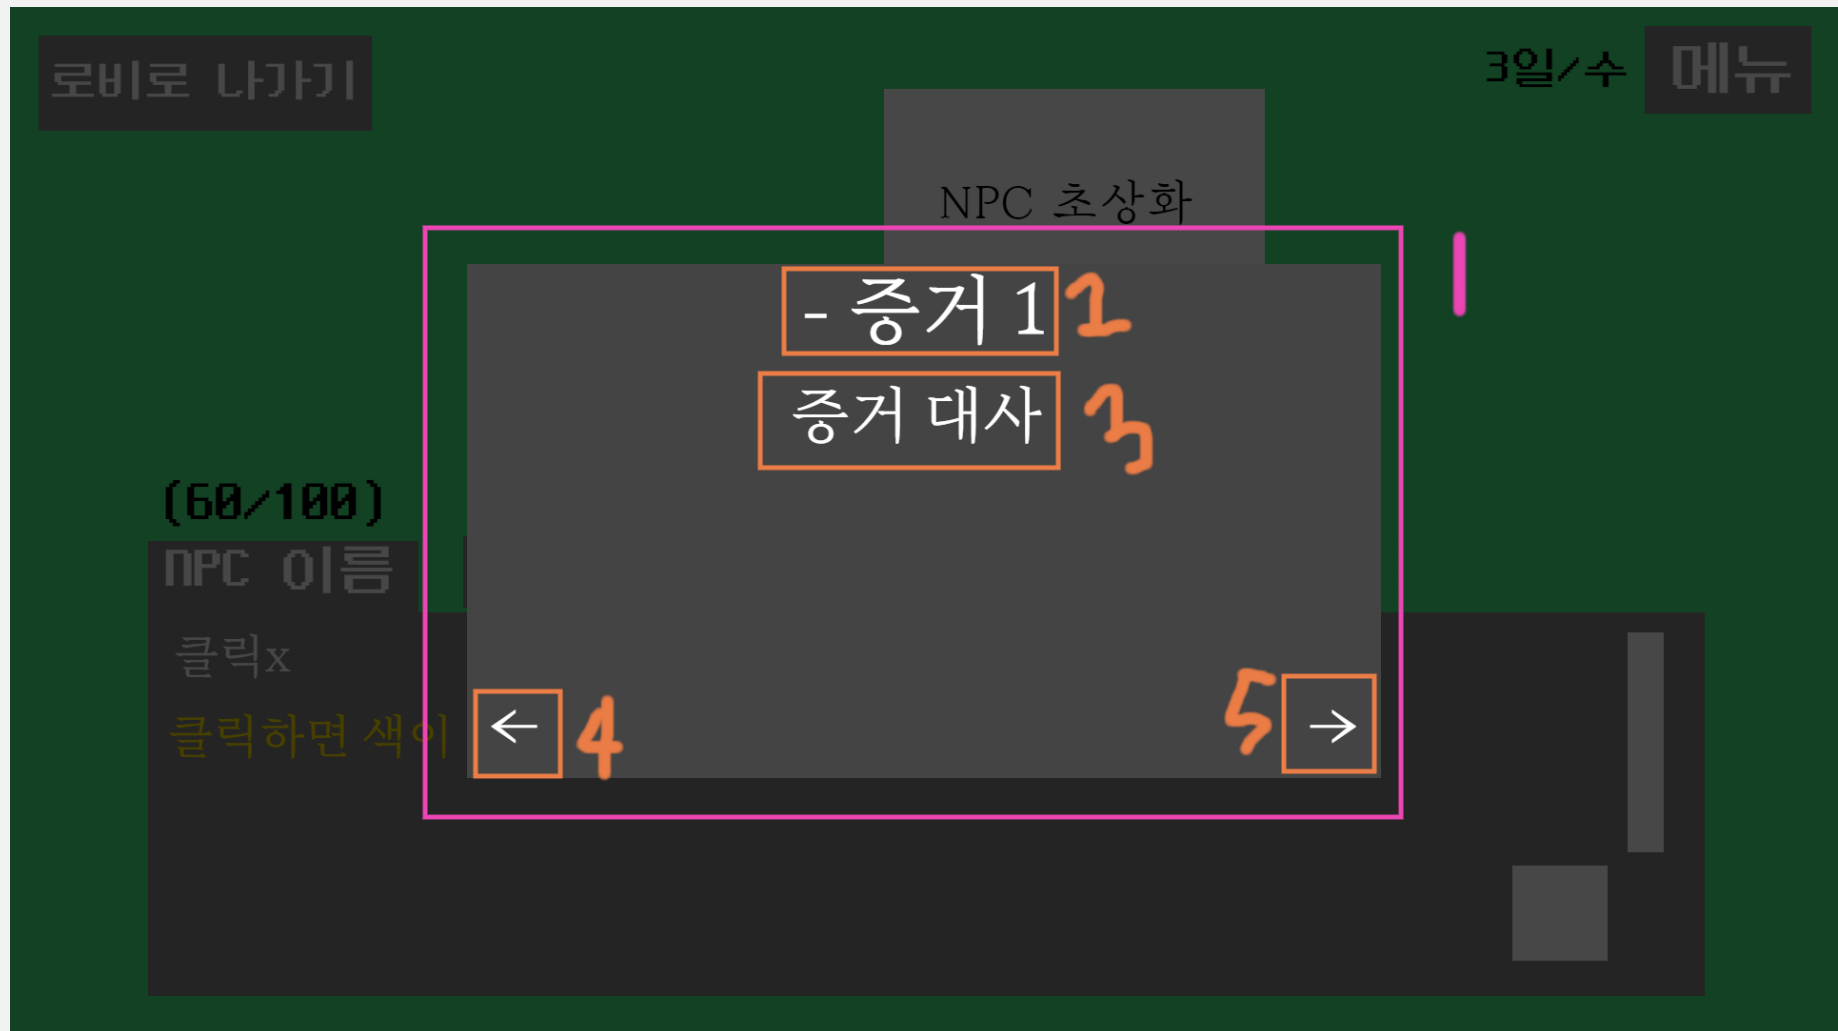 로비로 나가기
3일/수
메뉴
NPC 초상화
1
- 증거 1
2
증거 대사
3
(60/100)
NPC 이름
클릭x
클릭하면 색이
←
4
5
→